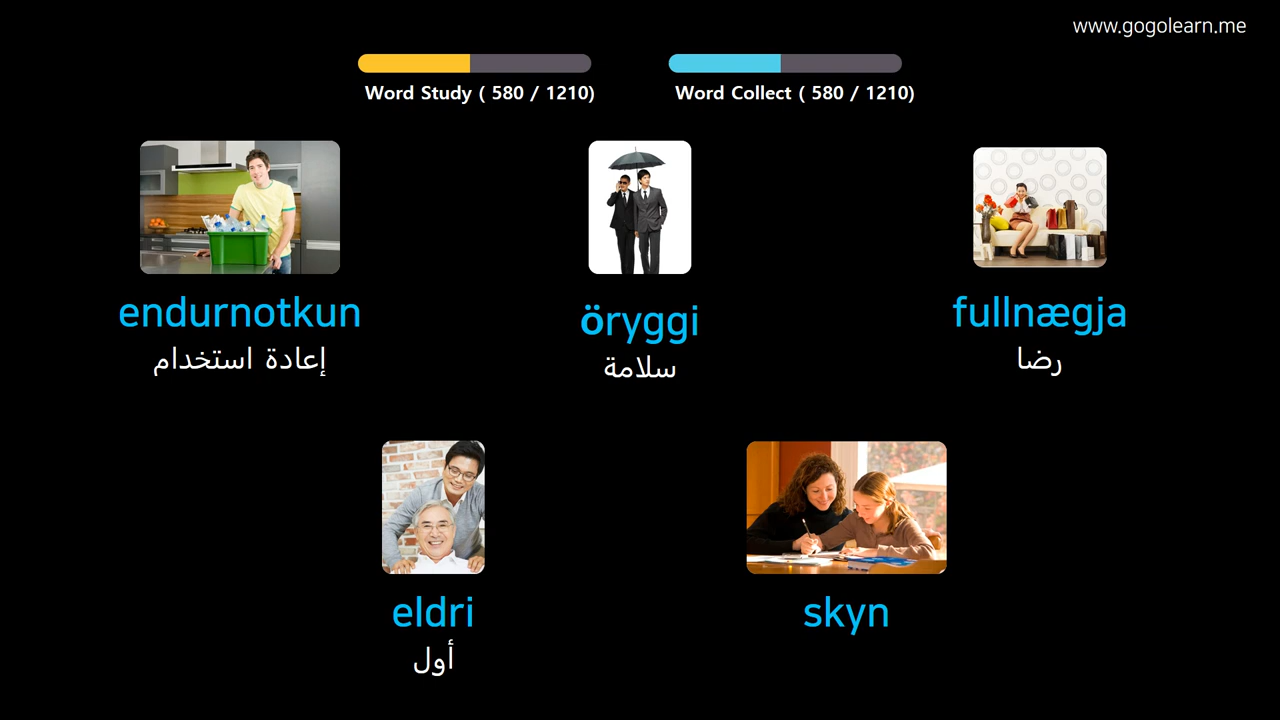 www.gogolearn.me
Word Study ( 580 / 1210)
Word Collect ( 580 / 1210)
endurnotkun
إعادة استخدام
öryggi
سلامة
fullnægja
رضا
eldri
أول
skyn